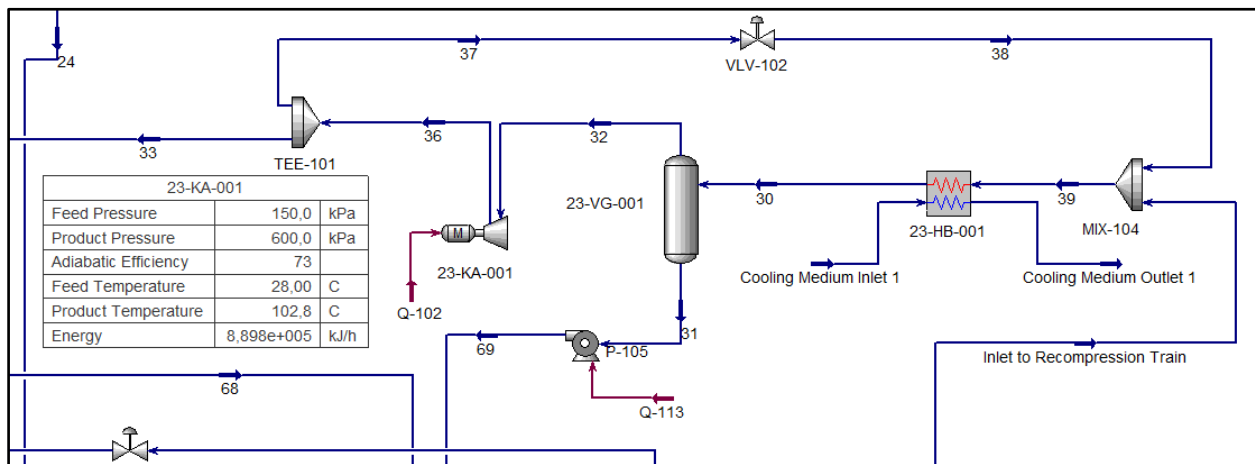 37
VLV-102
38
24
33
TEE-101
36
32
23-KA-001
Feed Pressure 150,0 kPa
Product Pressure 600,0 kPa
Adiabatic Efficiency 73
Feed Temperature 28,00 C
Product Temperature 102,8 C
Energy 8,898e+005 kJ/h
M
23-KA-001
Q-102
23-VG-001
30
23-HB-001
39
MIX-104
Cooling Medium Inlet 1
Cooling Medium Outlet 1
31
69
P-105
Q-113
Inlet to Recompression Train
68